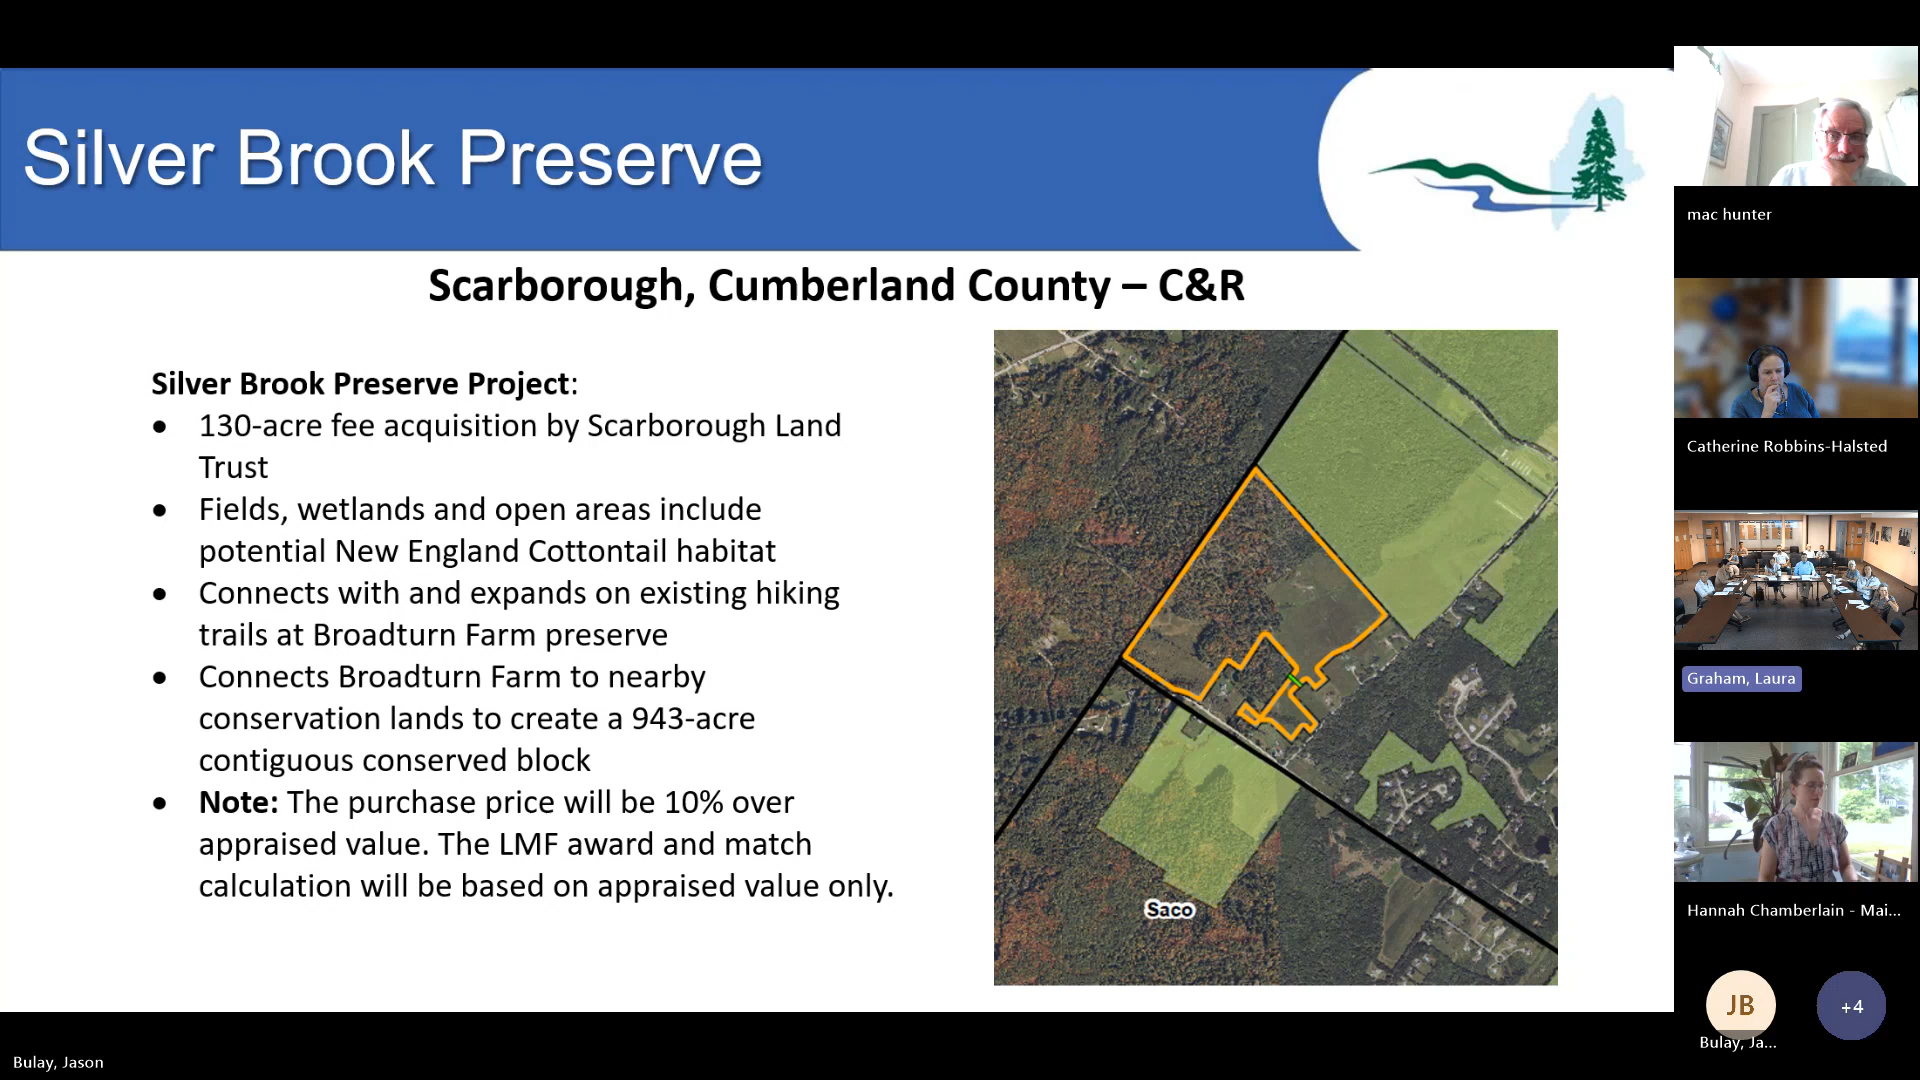 Silver Brook Preserve
Scarborough, Cumberland County – C&R
Silver Brook Preserve Project:
• 130-acre fee acquisition by Scarborough Land
Trust
• Fields, wetlands and open areas include
potential New England Cottontail habitat
• Connects with and expands on existing hiking
trails at Broadturn Farm preserve
• Connects Broadturn Farm to nearby
conservation lands to create a 943-acre
contiguous conserved block
• Note: The purchase price will be 10% over
appraised value. The LMF award and match
calculation will be based on appraised value only.
Saco
mac hunter
Catherine Robbins-Halsted
Graham, Laura
Hannah Chamberlain - Mai...
JB
+4
Bulay, Ja...
Bulay, Jason